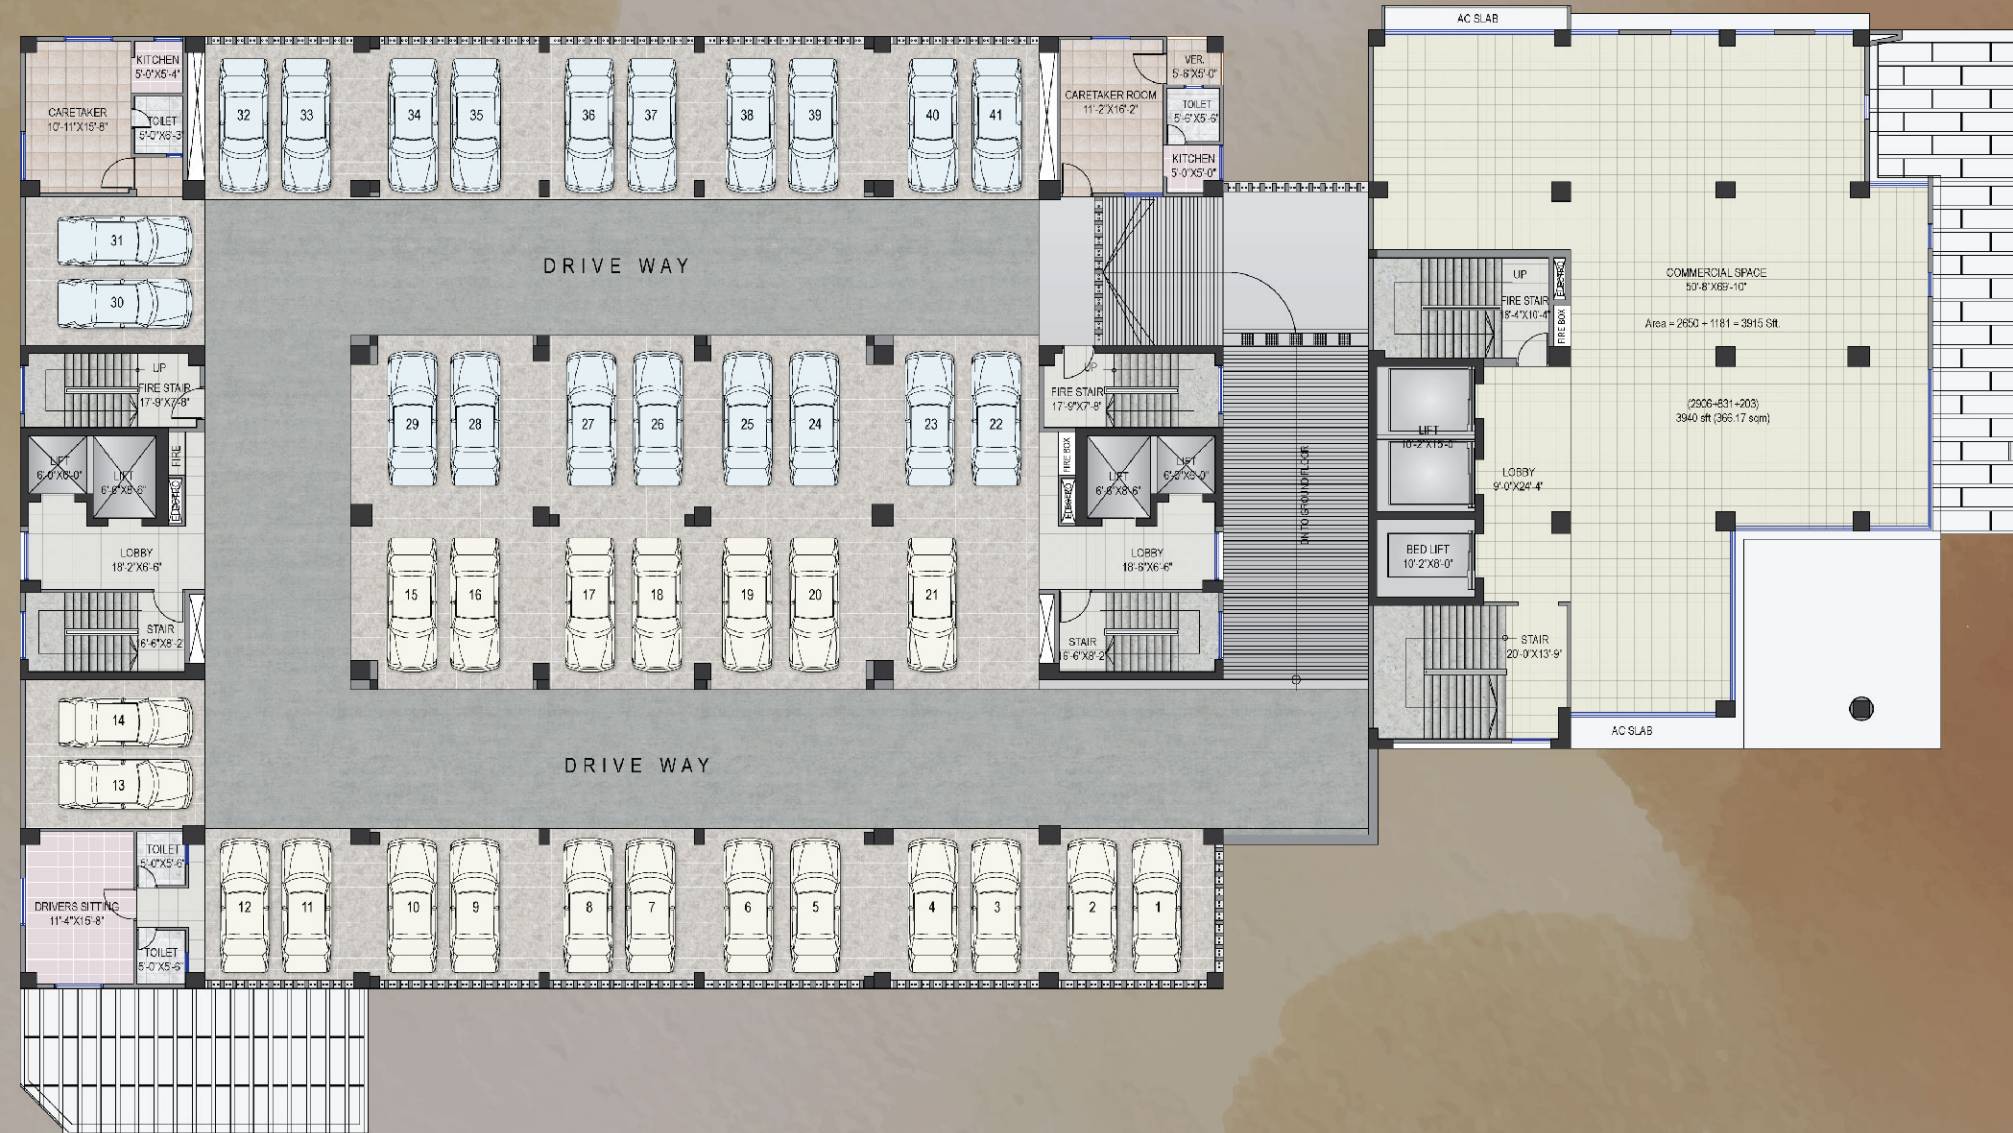 AC SLAB
KITCHEN
5'-0"X5'-4"
CARETAKER
10'-11"X15'-8"
TOILET
5'-0"X6'-3"
32
33
34
35
36
37
38
39
40
41
CARETAKER ROOM
11'-2"X16'-2"
VER.
5'-6"X5'-0"
TOILET
5'-6"X5'-6"
KITCHEN
5'-0"X5'-0"
31
30
DRIVE WAY
UP
FIRE STAIR
18'-4"X10'-4"
FIRE BOX
COMMERCIAL SPACE
50'-8"X69'-10"
Area = 2650 + 1181 = 3915 Sft.
(2906+831+203)
3940 sft (366.17 sqm)
UP
FIRE STAIR
17'-9"X7'-8"
29
28
27
26
25
24
23
22
UP
FIRE STAIR
17'-9"X7'-8"
LIFT
6'-0"X6'-0"
LIFT
6'-6"X8'-6"
FIRE
FIRE BOX
LIFT
6'-6"X8'-6"
LIFT
6'-0"X6'-0"
DN TO GROUND FLOOR
LIFT
10'-2"X15'-0"
LOBBY
9'-0"X24'-4"
LOBBY
18'-2"X6'-6"
LOBBY
18'-6"X6'-6"
BED LIFT
10'-2"X8'-0"
15
16
17
18
19
20
21
STAIR
16'-6"X8'-2"
STAIR
16'-6"X8'-2"
STAIR
20'-0"X13'-9"
14
13
AC SLAB
DRIVE WAY
TOILET
5'-0"X5'-6"
DRIVERS SITTING
11'-4"X15'-8"
TOILET
5'-0"X5'-6"
12
11
10
9
8
7
6
5
4
3
2
1